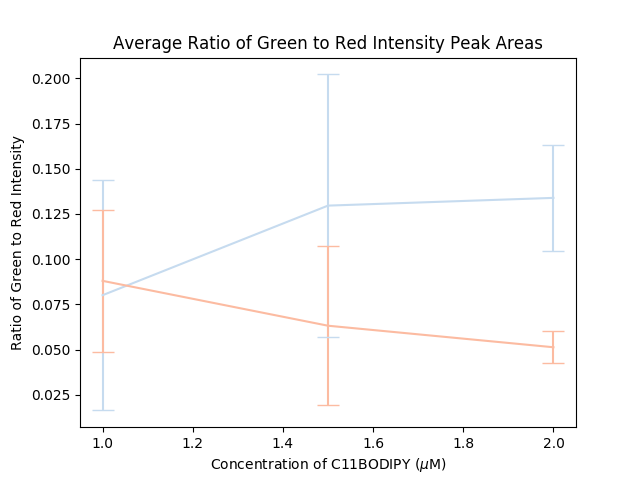 Average Ratio of Green to Red Intensity Peak Areas
Ratio of Green to Red Intensity
0.200
0.175
0.150
0.125
0.100
0.075
0.050
0.025
1.0 1.2 1.4 1.6 1.8 2.0
Concentration of C11BODIPY (μM)